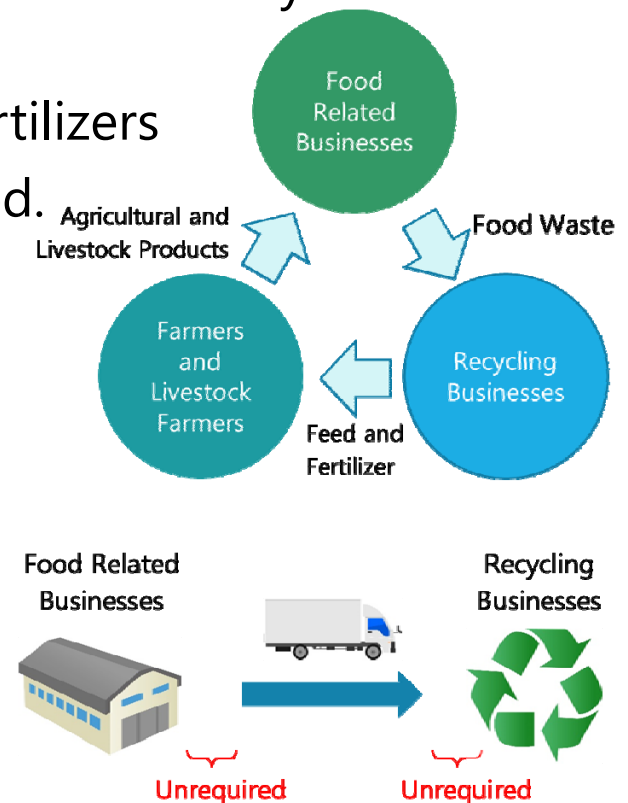 Food
Related
Businesses
rtilizers
d.
Agricultural and
Livestock Products
Food Waste
Farmers
and
Livestock
Farmers
Recycling
Businesses
Feed and
Fertilizer
Food Related
Businesses
Recycling
Businesses
Unrequired
Unrequired